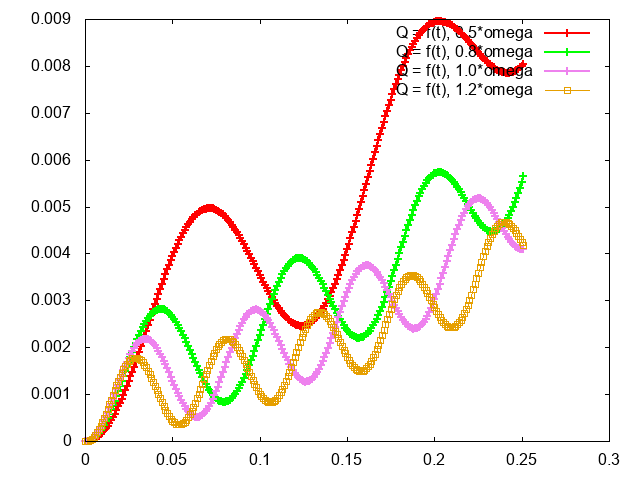 0.009
0.008
0.007
0.006
0.005
0.004
0.003
0.002
0.001
0
0 0.05 0.1 0.15 0.2 0.25 0.3
Q = f(t), 0.5*omega
Q = f(t), 0.8*omega
Q = f(t), 1.0*omega
Q = f(t), 1.2*omega